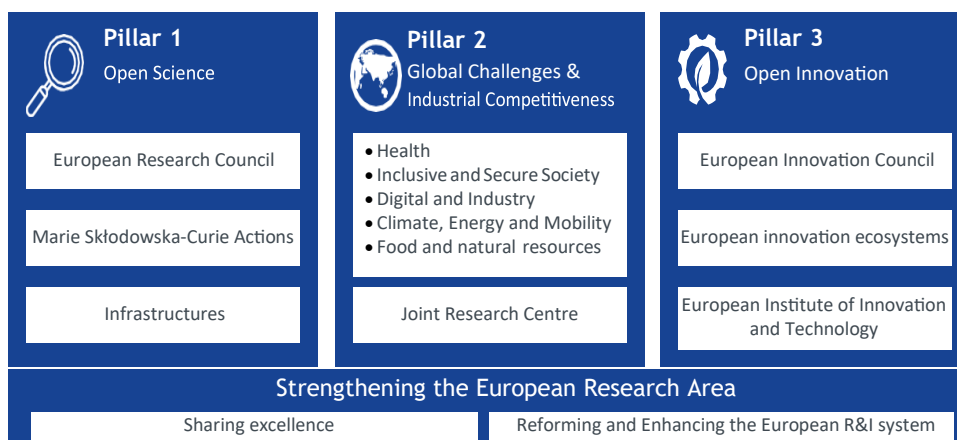 Pillar 1
Open Science
European Research Council
Marie Skłodowska-Curie Actions
Infrastructures
Pillar 2
Global Challenges &
Industrial Competitiveness
• Health
• Inclusive and Secure Society
• Digital and Industry
• Climate, Energy and Mobility
• Food and natural resources
Joint Research Centre
Pillar 3
Open Innovation
European Innovation Council
European innovation ecosystems
European Institute of Innovation
and Technology
Strengthening the European Research Area
Sharing excellence
Reforming and Enhancing the European R&I system